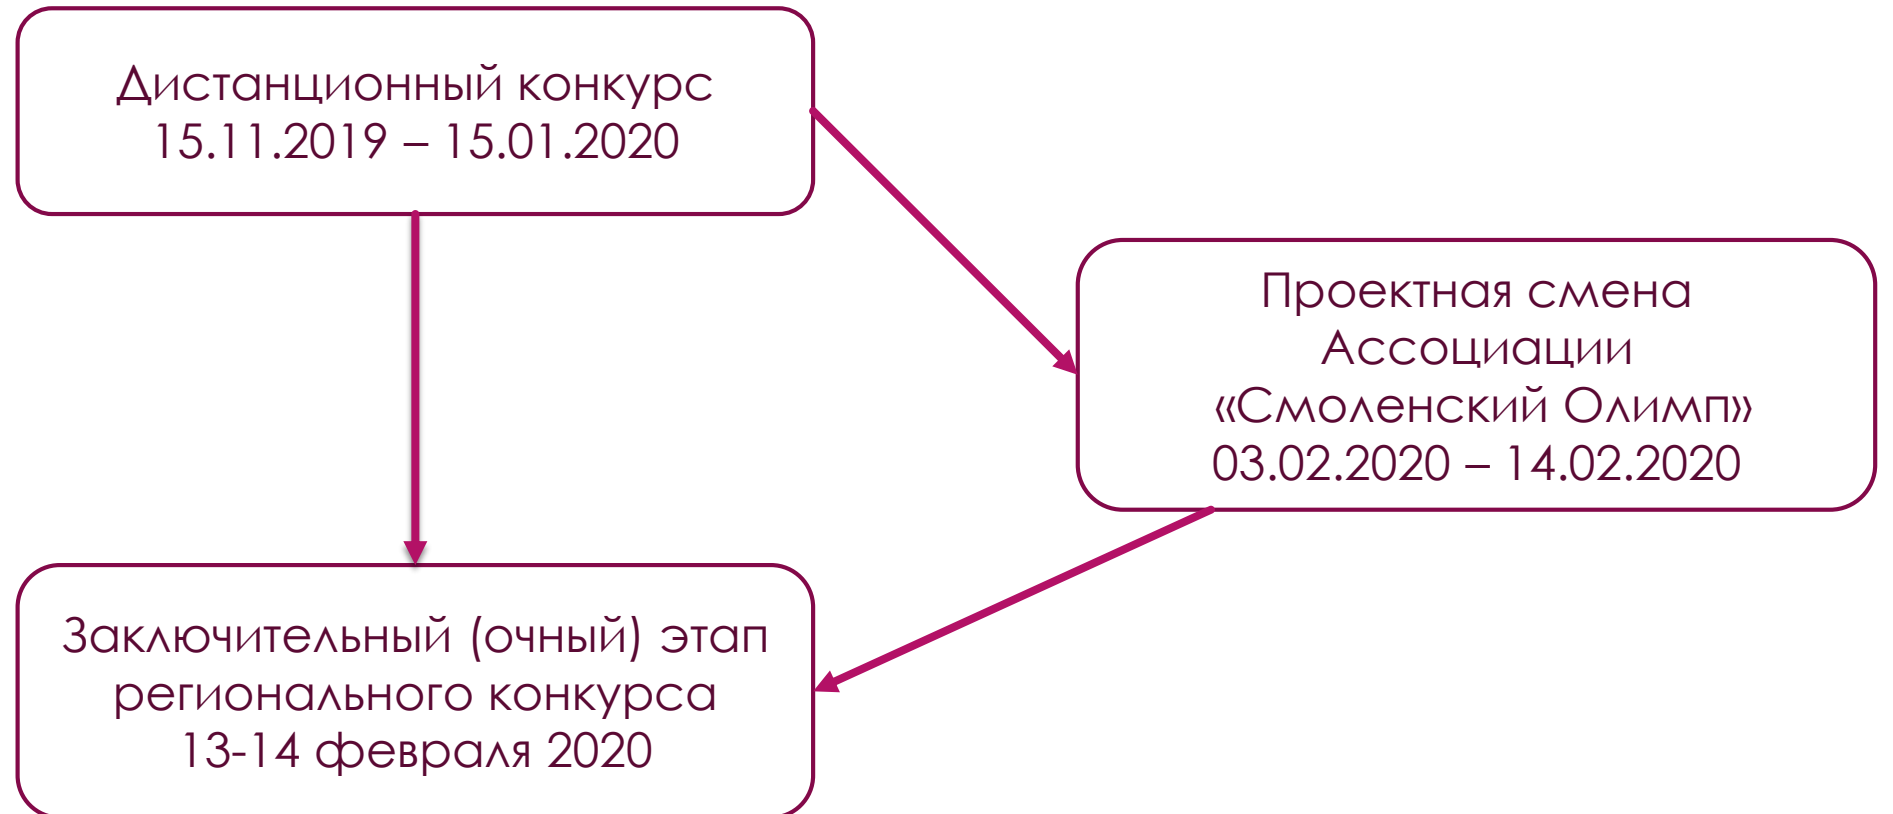 Дистанционный конкурс
15.11.2019 – 15.01.2020
Проектная смена
Ассоциации
«Смоленский Олимп»
03.02.2020 – 14.02.2020
Заключительный (очный) этап
регионального конкурса
13-14 февраля 2020